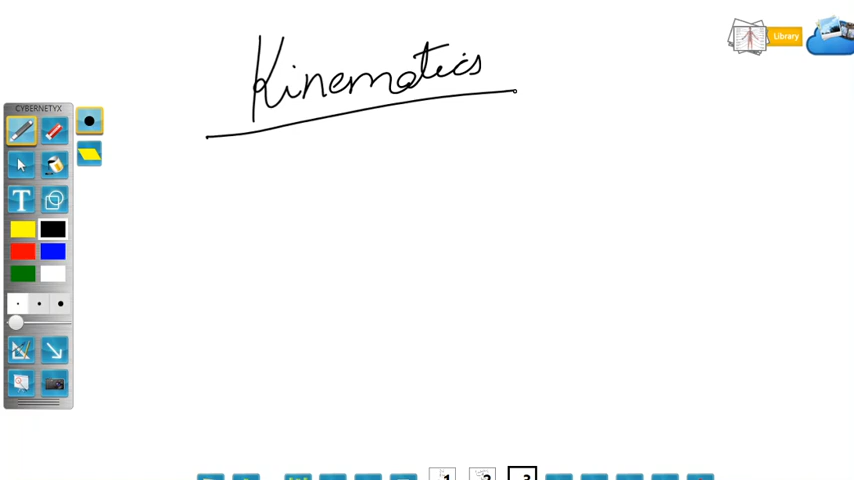 Kinematics
Library
CYBERNETYX
T
1 2 3